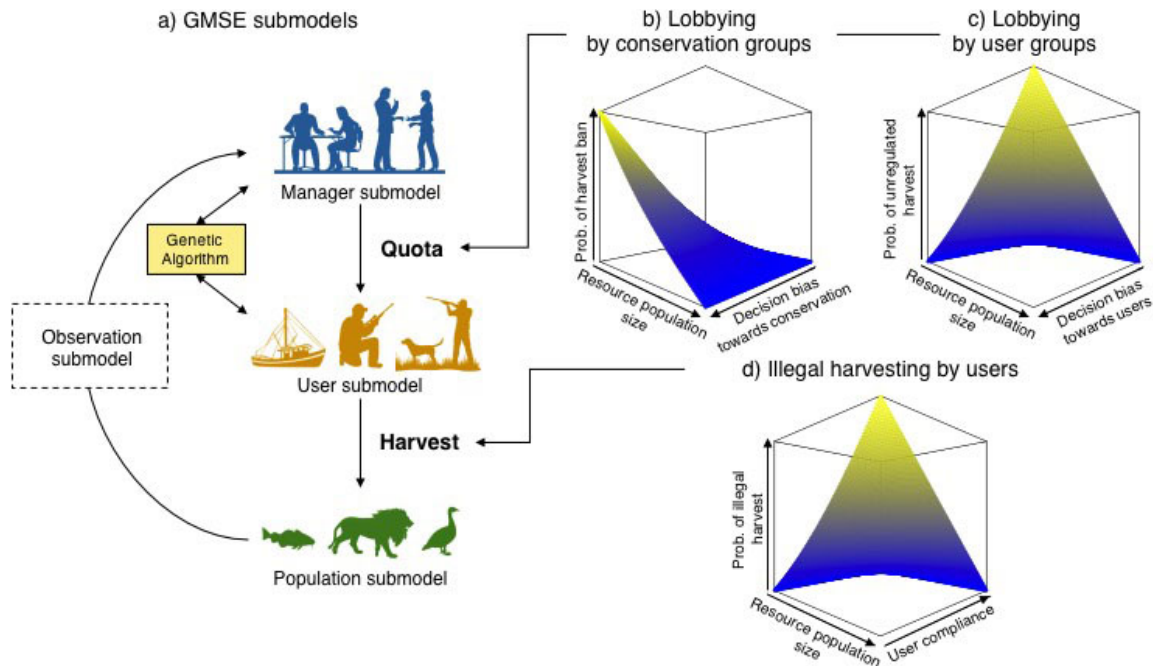 a) GMSE submodels
Manager submodel
Genetic
Algorithm
Quota
Observation
submodel
User submodel
Harvest
Population submodel
b) Lobbying
by conservation groups
Prob. of harvest ban
Resource population
size
Decision bias
towards conservation
c) Lobbying
by user groups
Prob. of unregulated
harvest
Resource population
size
Decision bias
towards users
d) Illegal harvesting by users
Prob. of illegal
harvest
Resource population
size
User compliance